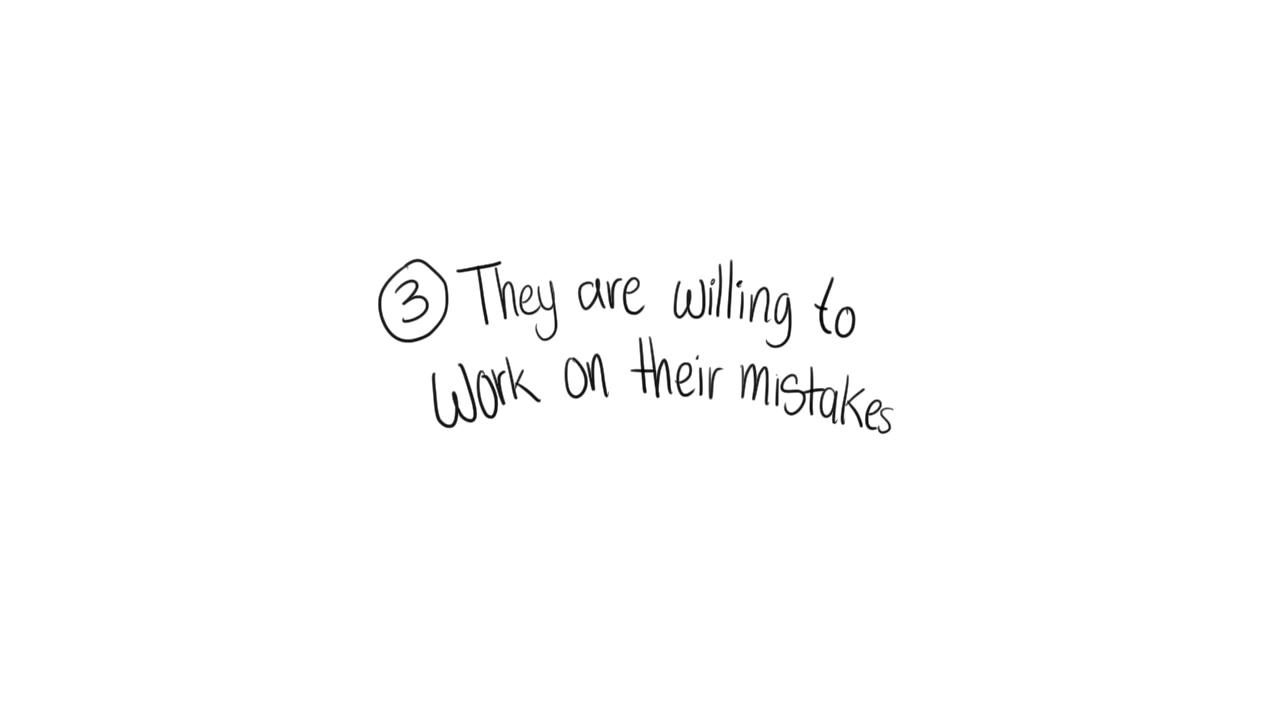 ③ They are willing to
Work on their mistakes